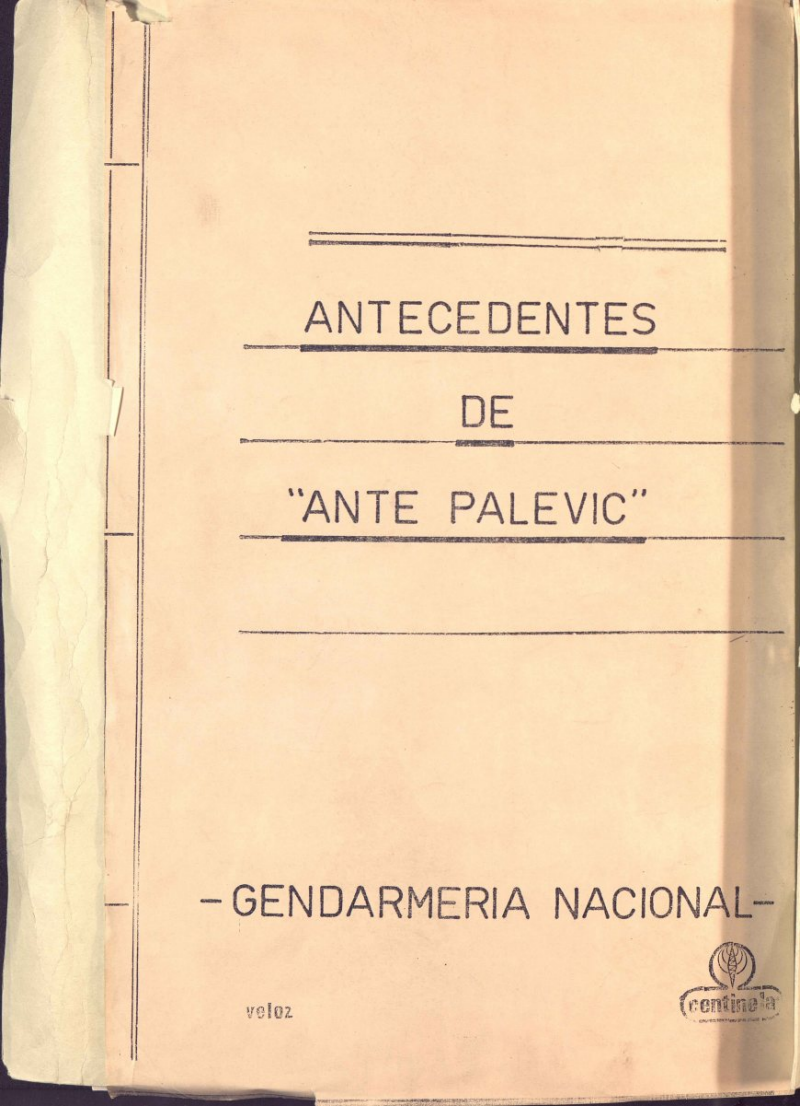 ANTECEDENTES
DE
"ANTE PALEVIC"
-GENDARMERIA NACIONAL-
veloz
centinela